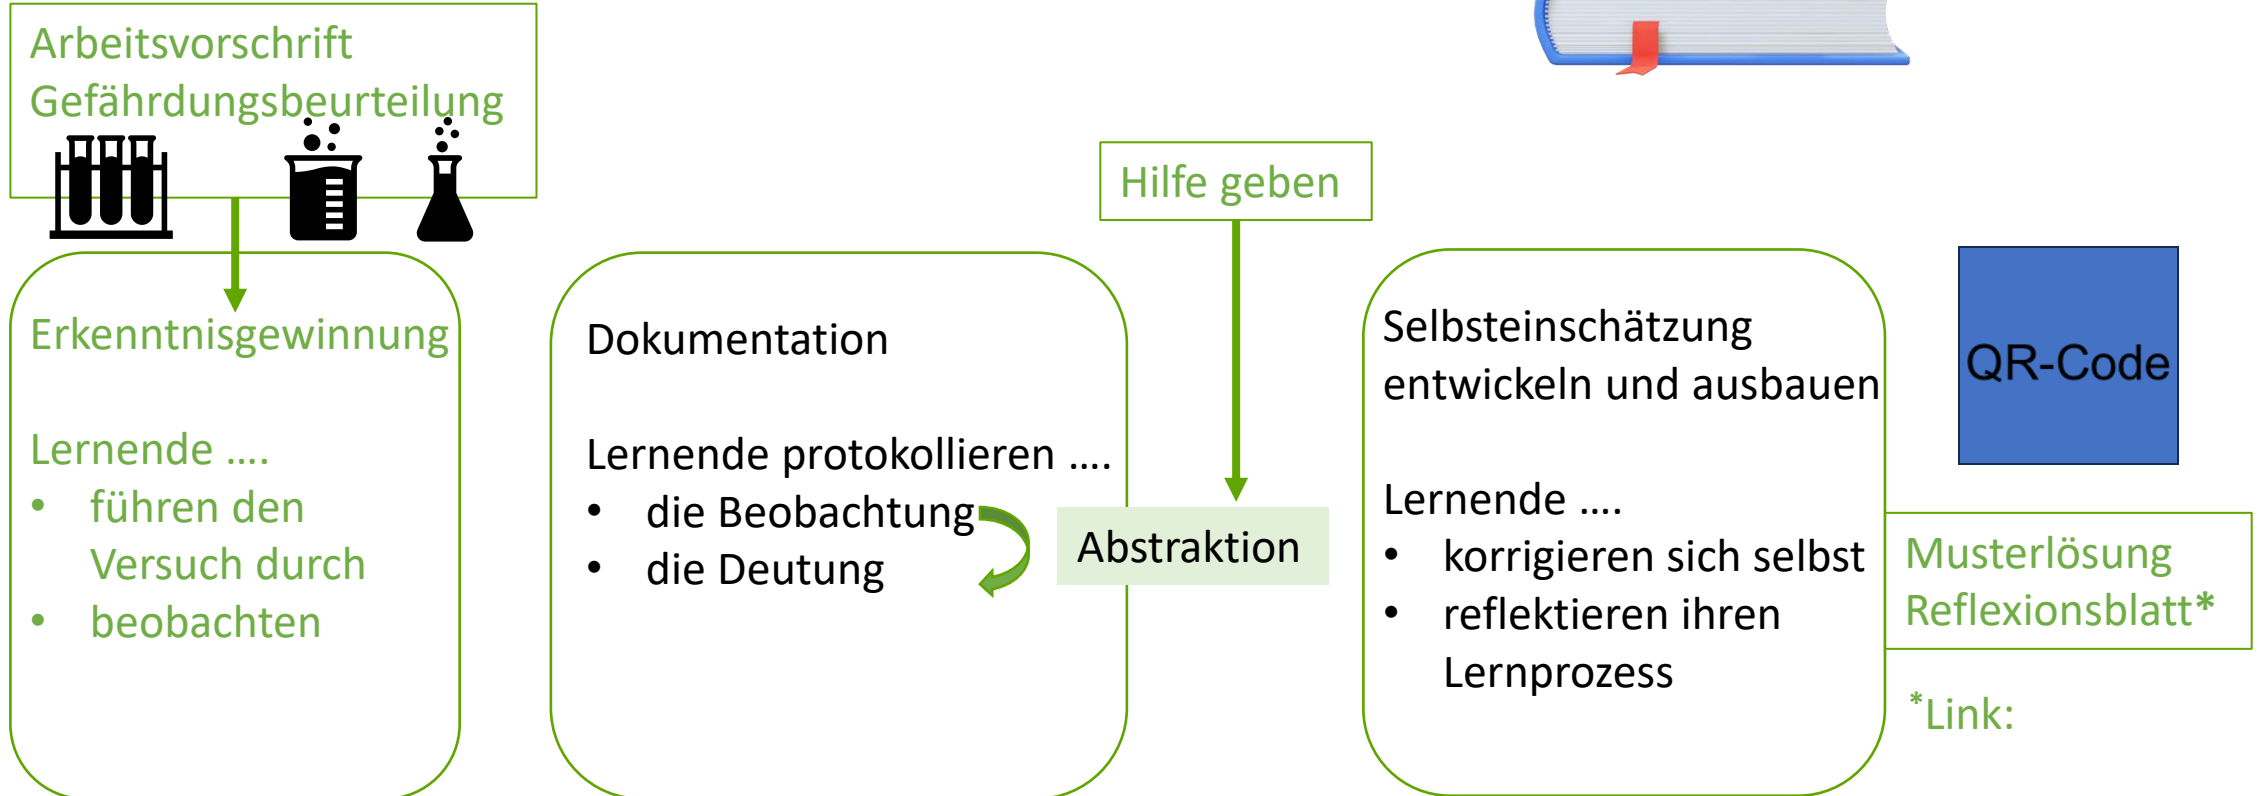 Arbeitsvorschrift
Gefährdungsbeurteilung
Erkenntnisgewinnung
Lernende ....
• führen den
Versuch durch
• beobachten
Dokumentation
Lernende protokollieren ....
• die Beobachtung
• die Deutung
Hilfe geben
Abstraktion
Selbsteinschätzung
entwickeln und ausbauen
Lernende ....
• korrigieren sich selbst
• reflektieren ihren
Lernprozess
QR-Code
Musterlösung
Reflexionsblatt*
*Link: